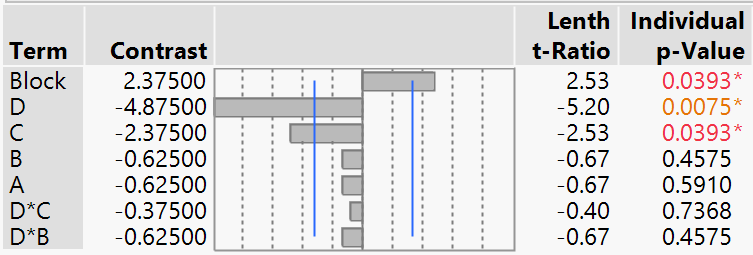 Lenth Individual
Term Contrast t-Ratio p-Value
Block 2.37500 2.53 0.0393*
D -4.87500 -5.20 0.0075*
C -2.37500 -2.53 0.0393*
B -0.62500 -0.67 0.4575
A -0.62500 -0.67 0.5910
D*C -0.37500 -0.40 0.7368
D*B -0.62500 -0.67 0.4575